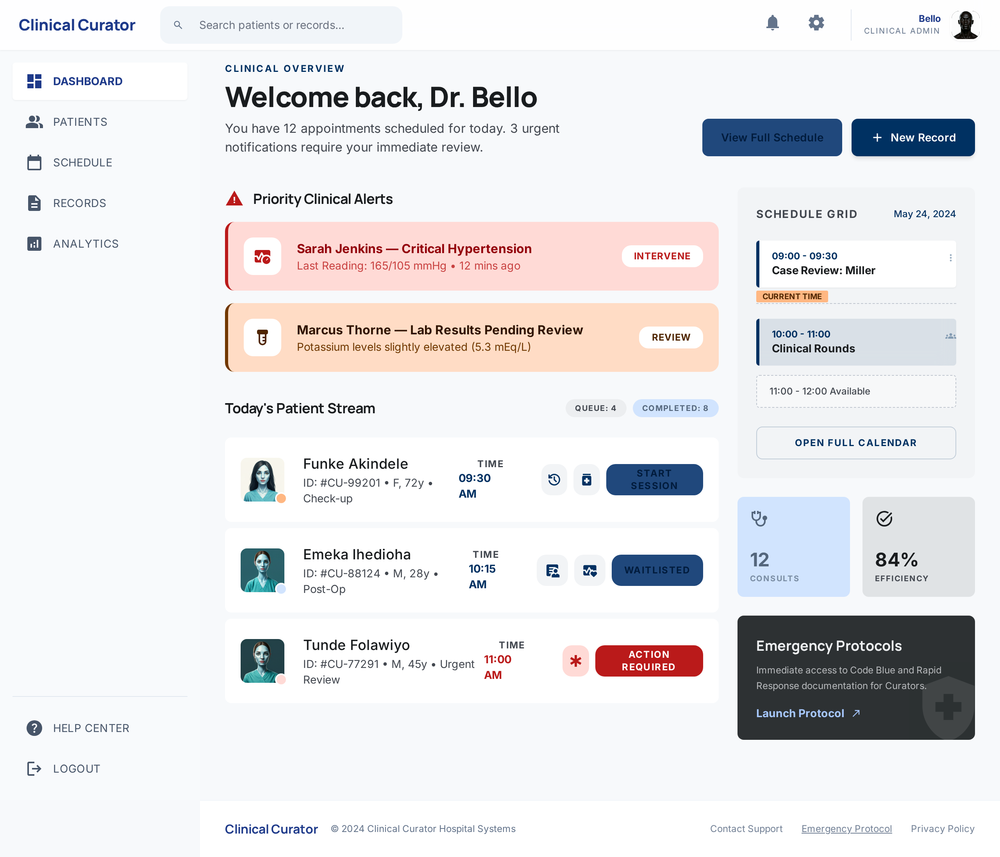 Clinical Curator
Search patients or records...
Bello
CLINICAL ADMIN
DASHBOARD
PATIENTS
SCHEDULE
RECORDS
ANALYTICS
HELP CENTER
LOGOUT
CLINICAL OVERVIEW
Welcome back, Dr. Bello
You have 12 appointments scheduled for today. 3 urgent
notifications require your immediate review.
View Full Schedule
New Record
Priority Clinical Alerts
Sarah Jenkins — Critical Hypertension
Last Reading: 165/105 mmHg • 12 mins ago
INTERVENE
Marcus Thorne — Lab Results Pending Review
Potassium levels slightly elevated (5.3 mEq/L)
REVIEW
Today's Patient Stream
QUEUE: 4
COMPLETED: 8
Funke Akindele
ID: #CU-99201 • F, 72y •
Check-up
TIME
09:30
AM
START
SESSION
Emeka Ihedioha
ID: #CU-88124 • M, 28y •
Post-Op
TIME
10:15
AM
WAITLISTED
Tunde Folawiyo
ID: #CU-77291 • M, 45y • Urgent
Review
TIME
11:00
AM
ACTION
REQUIRED
SCHEDULE GRID
May 24, 2024
09:00 - 09:30
Case Review: Miller
CURRENT TIME
10:00 - 11:00
Clinical Rounds
11:00 - 12:00 Available
OPEN FULL CALENDAR
12
CONSULTS
84%
EFFICIENCY
Emergency Protocols
Immediate access to Code Blue and Rapid
Response documentation for Curators.
Launch Protocol
Clinical Curator
© 2024 Clinical Curator Hospital Systems
Contact Support
Emergency Protocol
Privacy Policy